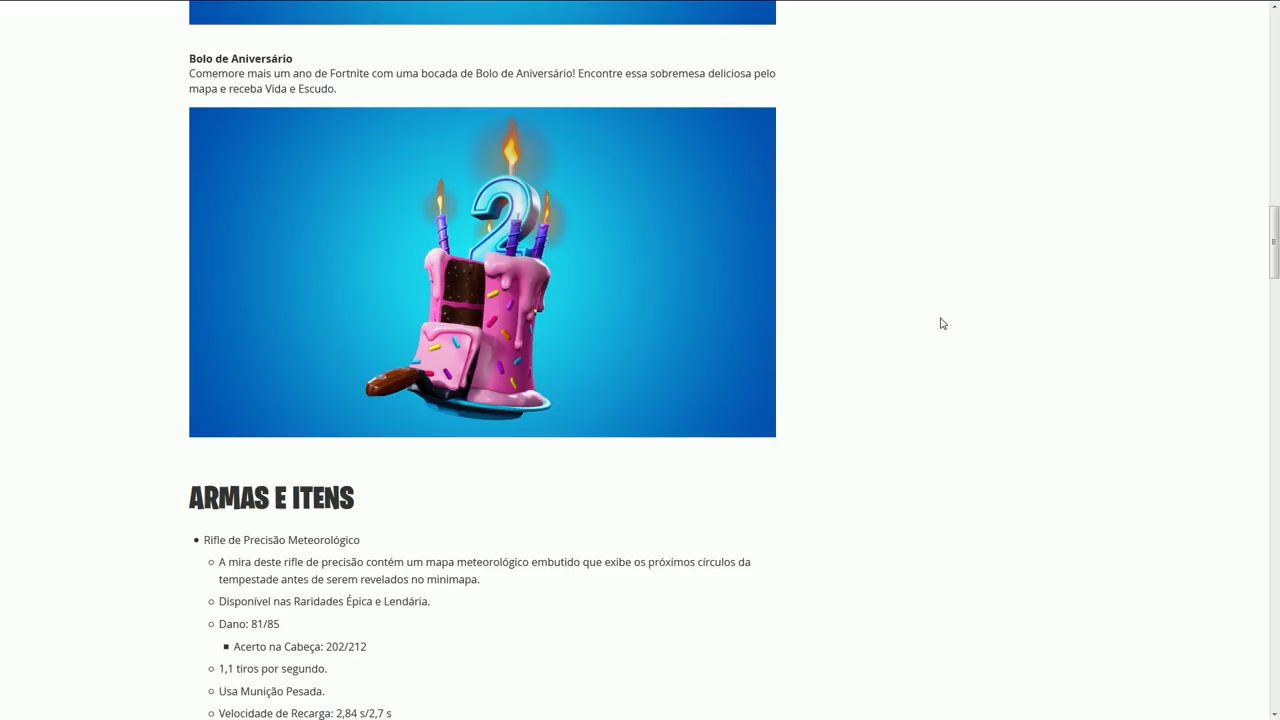 Bolo de Aniversário
Comemore mais um ano de Fortnite com uma bocada de Bolo de Aniversário! Encontre essa sobremesa deliciosa pelo
mapa e receba Vida e Escudo.
2
ARMAS E ITENS
• Rifle de Precisão Meteorológico
○ A mira deste rifle de precisão contém um mapa meteorológico embutido que exibe os próximos círculos da
tempestade antes de serem revelados no minimapa.
○ Disponível nas Raridades Épica e Lendária.
○ Dano: 81/85
▪ Acerto na Cabeça: 202/212
○ 1,1 tiros por segundo.
○ Usa Munição Pesada.
○ Velocidade de Recarga: 2,84 s/2,7 s